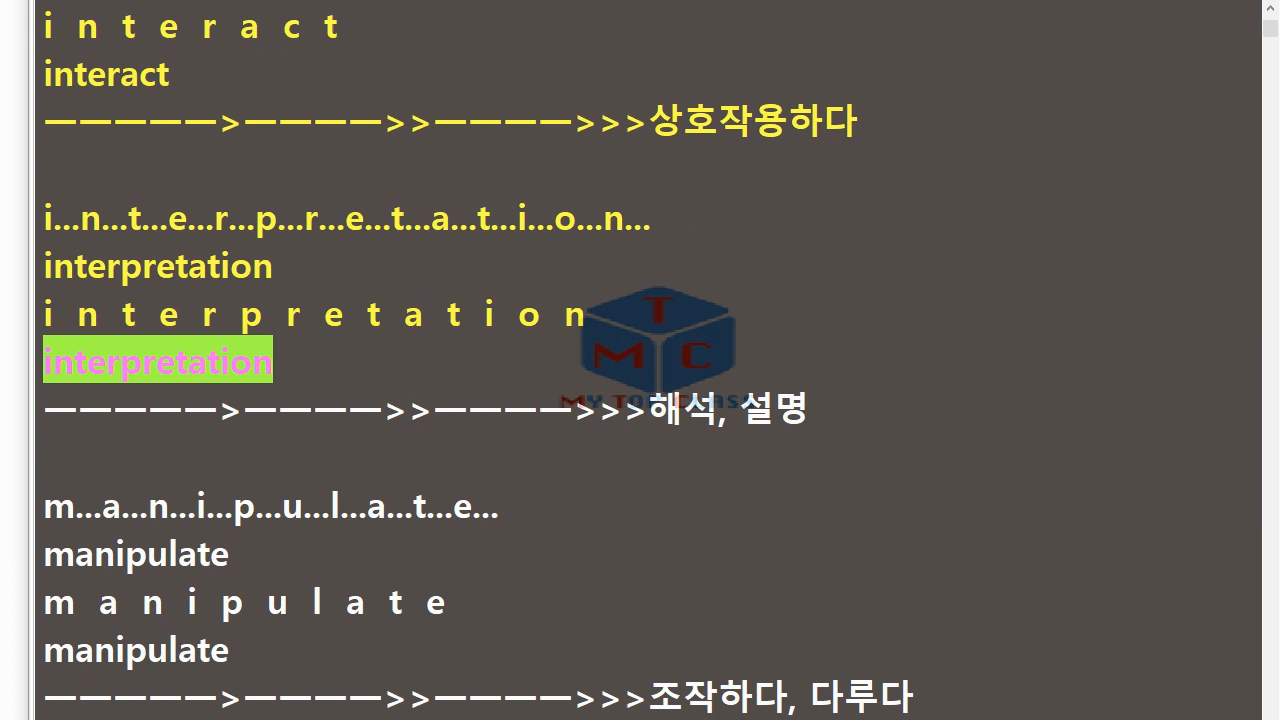 i n t e r a c t
interact
—————>————>>————>>>상호작용하다
i...n...t...e...r...p...r...e...t...a...t...i...o...n...
interpretation
i n t e r p r e t a t i o n
interpretation
—————>————>>————>>>해석, 설명
m...a...n...i...p...u...l...a...t...e...
manipulate
m a n i p u l a t e
manipulate
—————>————>>————>>>조작하다, 다루다
T
M C